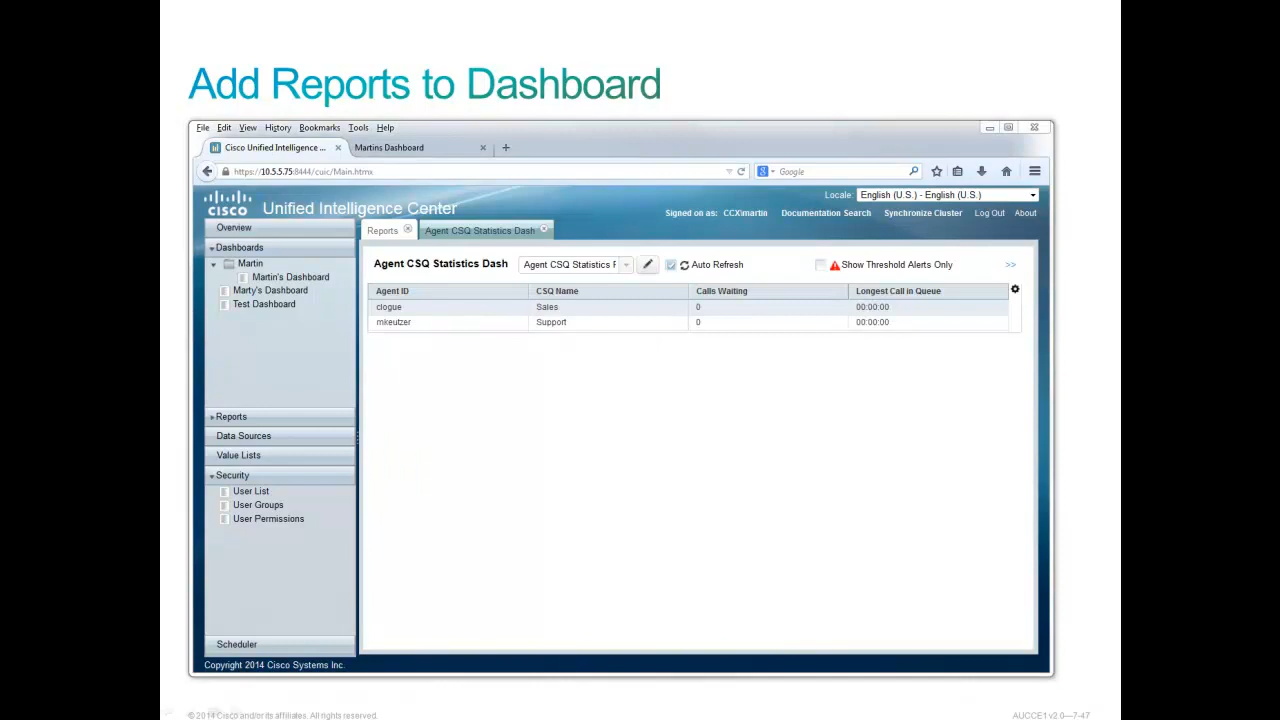 Add Reports to Dashboard
File Edit View History Bookmarks Tools Help
Cisco Unified Intelligence ... × Martins Dashboard × +
https://10.5.5.75:8444/cuic/Main.htmx Google
Locale: English (U.S.) - English (U.S.)
CISCO Unified Intelligence Center
Signed on as: CCX\martin Documentation Search Synchronize Cluster Log Out About
Overview
Reports Agent CSQ Statistics Dash
Dashboards
Martin
Martin's Dashboard
Marty's Dashboard
Test Dashboard
Agent CSQ Statistics Dash Agent CSQ Statistics F Auto Refresh Show Threshold Alerts Only >>
Agent ID CSQ Name Calls Waiting Longest Call in Queue
clogue Sales 0 00:00:00
mkeutzer Support 0 00:00:00
Reports
Data Sources
Value Lists
Security
User List
User Groups
User Permissions
Scheduler
Copyright 2014 Cisco Systems Inc.
© 2014 Cisco and/or its affiliates. All rights reserved. AUCCE1 v2.0—7-47